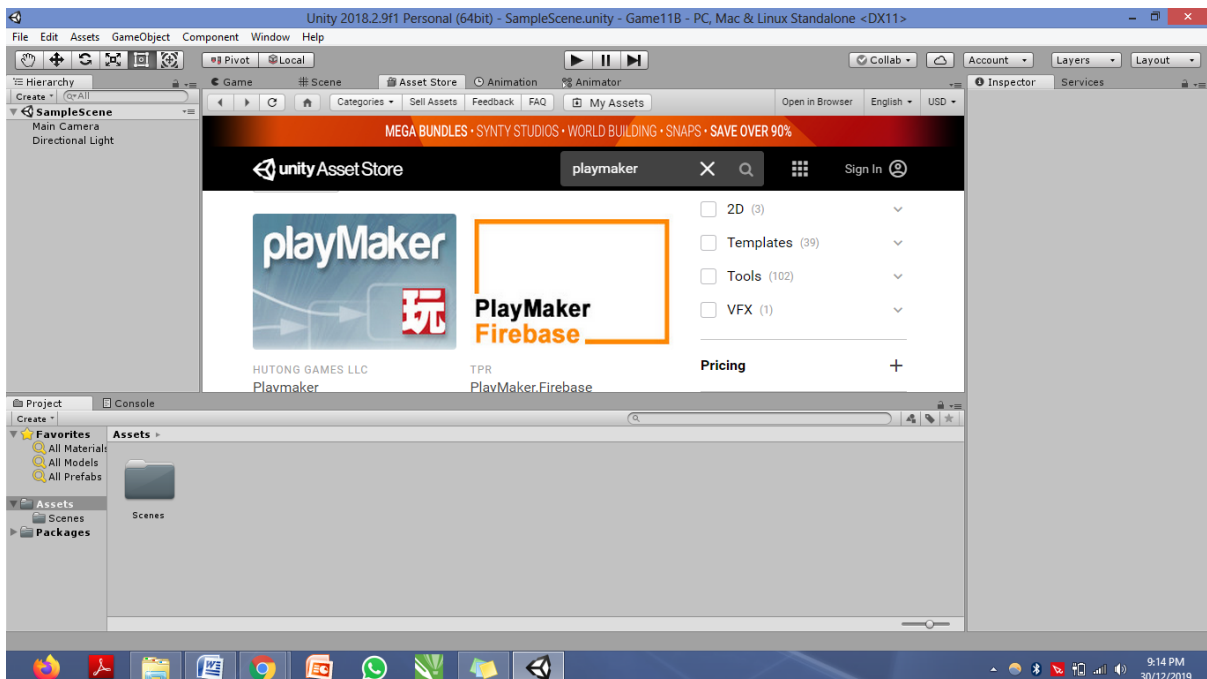 Unity 2018.2.9f1 Personal (64bit) - SampleScene.unity - Game11B - PC, Mac & Linux Standalone <DX11>
File Edit Assets GameObject Component Window Help
Pivot Local Collab Account Layers Layout
Hierarchy
Create All
SampleScene
Main Camera
Directional Light
Game Scene Asset Store Animation Animator
Categories Sell Assets Feedback FAQ My Assets Open in Browser English USD
MEGA BUNDLES • SYNTY STUDIOS • WORLD BUILDING • SNAPS • SAVE OVER 90%
unity Asset Store playmaker Sign In
playMaker
玩
HUTONG GAMES LLC
Playmaker
PlayMaker
Firebase
TPR
PlayMaker.Firebase
2D (3)
Templates (39)
Tools (102)
VFX (1)
Pricing
Inspector Services
Project Console
Create
Favorites
All Materials
All Models
All Prefabs
Assets
Scenes
Packages
Assets
Scenes
9:14 PM
30/12/2019